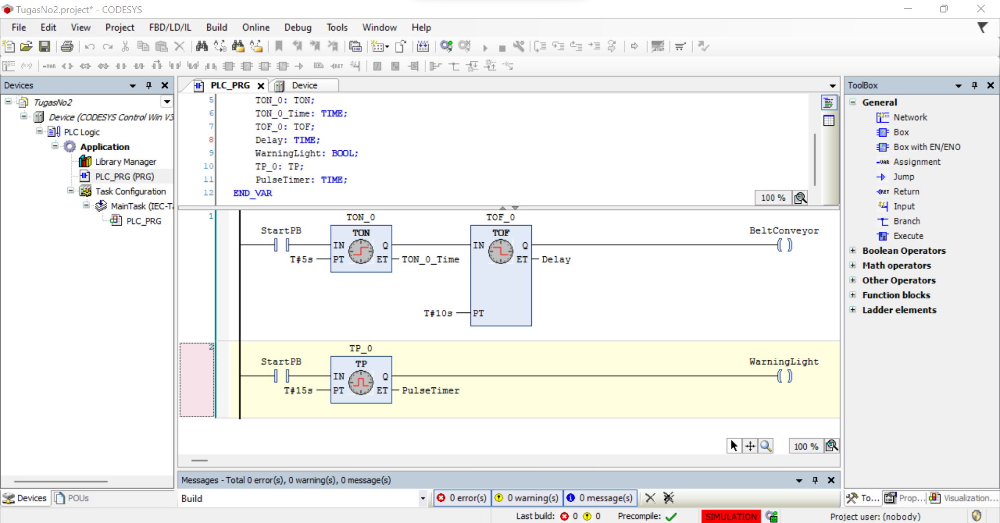 TugasNo2.project* - CODESYS
File Edit View Project FBD/LD/IL Build Online Debug Tools Window Help
Devices
TugasNo2
Device (CODESYS Control Win V3
PLC Logic
Application
Library Manager
PLC_PRG (PRG)
Task Configuration
MainTask (IEC-Ta
PLC_PRG
Devices POUs
PLC_PRG Device
5 TON_0: TON;
6 TON_0_Time: TIME;
7 TOF_0: TOF;
8 Delay: TIME;
9 WarningLight: BOOL;
10 TP_0: TP;
11 PulseTimer: TIME;
12 END_VAR
100 %
1
TON_0 TOF_0
StartPB TON TOF BeltConveyor
IN Q IN Q
T#5s PT ET TON_0_Time ET Delay
T#10s PT
2
TP_0
StartPB TP WarningLight
IN Q
T#15s PT ET PulseTimer
100 %
Messages - Total 0 error(s), 0 warning(s), 0 message(s)
Build 0 error(s) 0 warning(s) 0 message(s)
ToolBox
General
Network
Box
Box with EN/ENO
-VAR Assignment
Jump
RET Return
Input
Branch
Execute
Boolean Operators
Math operators
Other Operators
Function blocks
Ladder elements
To... Prop... Visualization...
Last build: 0 0 Precompile: SIMULATION Project user: (nobody)